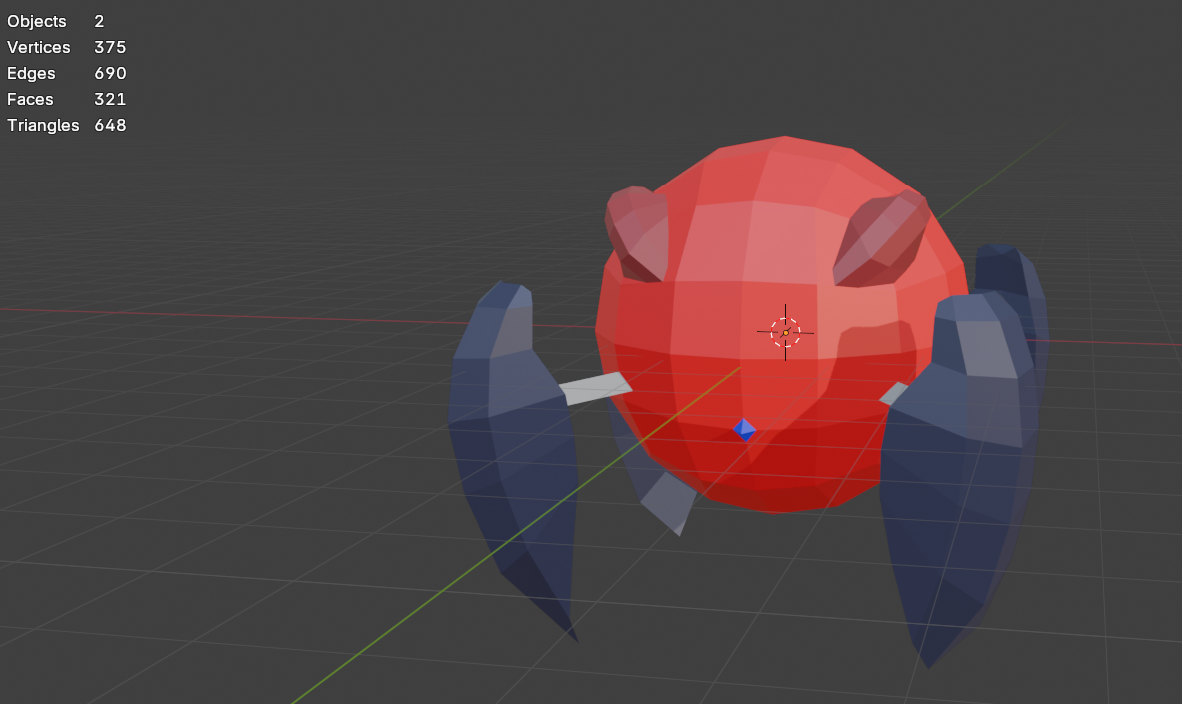 Objects 2
Vertices 375
Edges 690
Faces 321
Triangles 648